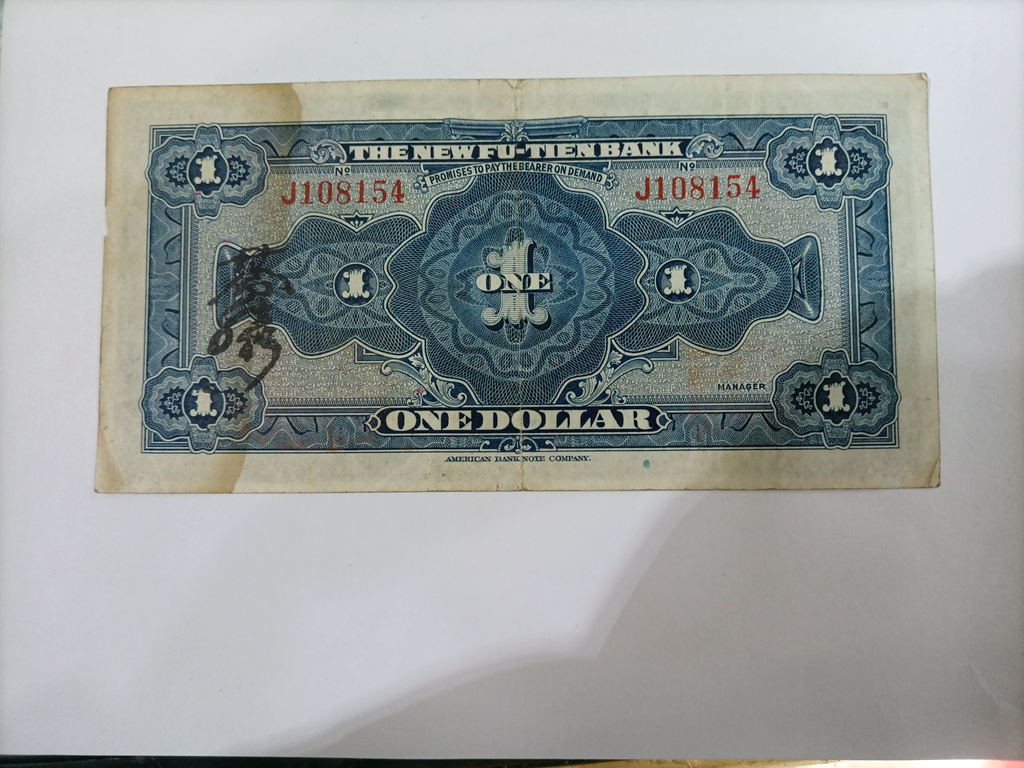 THE NEW FU-TIEN BANK
PROMISES TO PAY THE BEARER ON DEMAND
Nº Nº
J108154 J108154
1 1
1 ONE 1
1
MANAGER
1 1
ONE DOLLAR
AMERICAN BANK NOTE COMPANY.